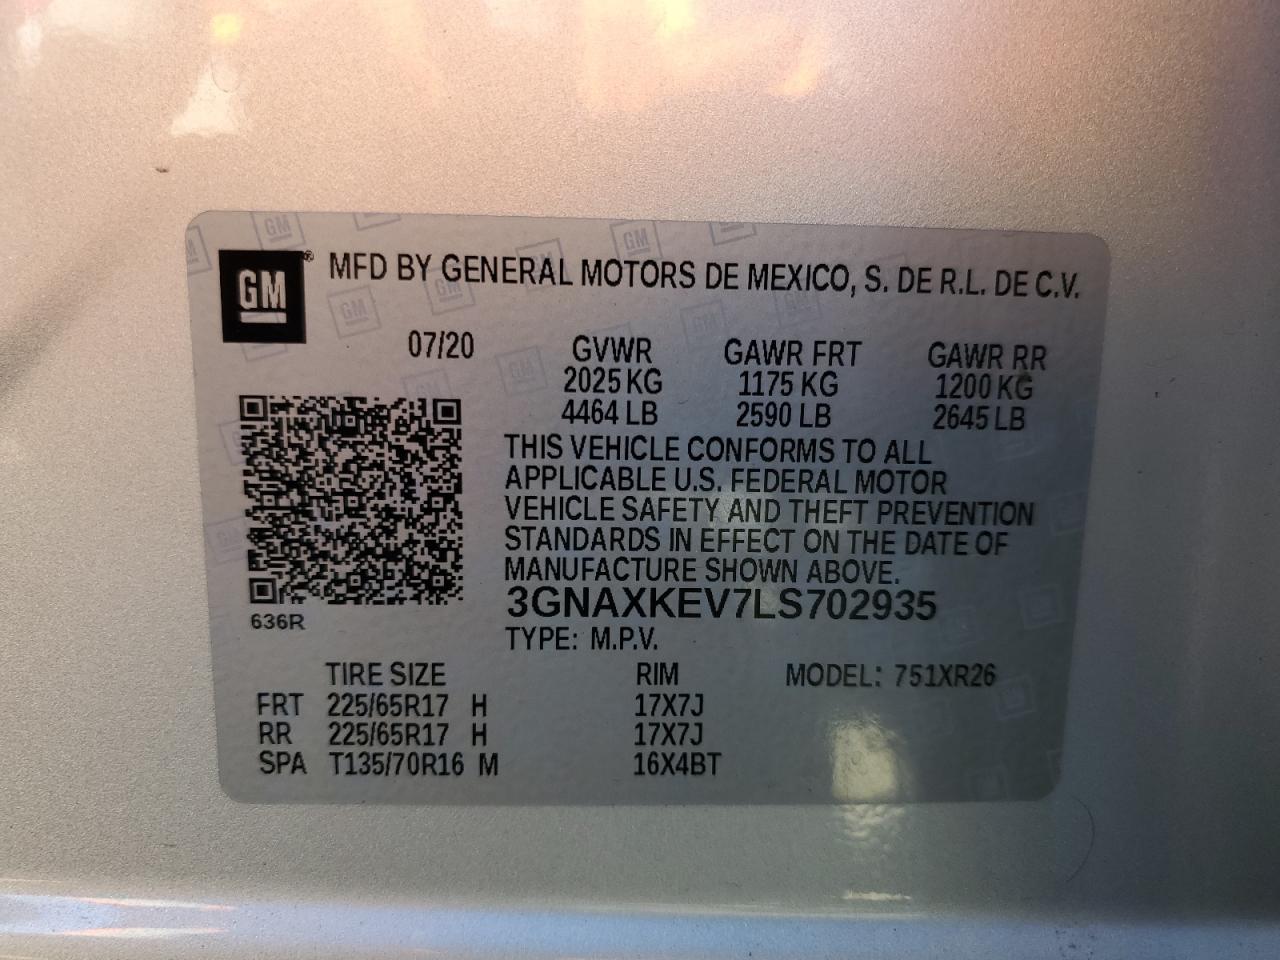 GM® MFD BY GENERAL MOTORS DE MEXICO, S. DE R.L. DE C.V.
07/20 GVWR GAWR FRT GAWR RR
2025 KG 1175 KG 1200 KG
4464 LB 2590 LB 2645 LB
THIS VEHICLE CONFORMS TO ALL
APPLICABLE U.S. FEDERAL MOTOR
VEHICLE SAFETY AND THEFT PREVENTION
STANDARDS IN EFFECT ON THE DATE OF
MANUFACTURE SHOWN ABOVE.
3GNAXKEV7LS702935
636R
TYPE: M.P.V.
TIRE SIZE RIM MODEL: 751XR26
FRT 225/65R17 H 17X7J
RR 225/65R17 H 17X7J
SPA T135/70R16 M 16X4BT